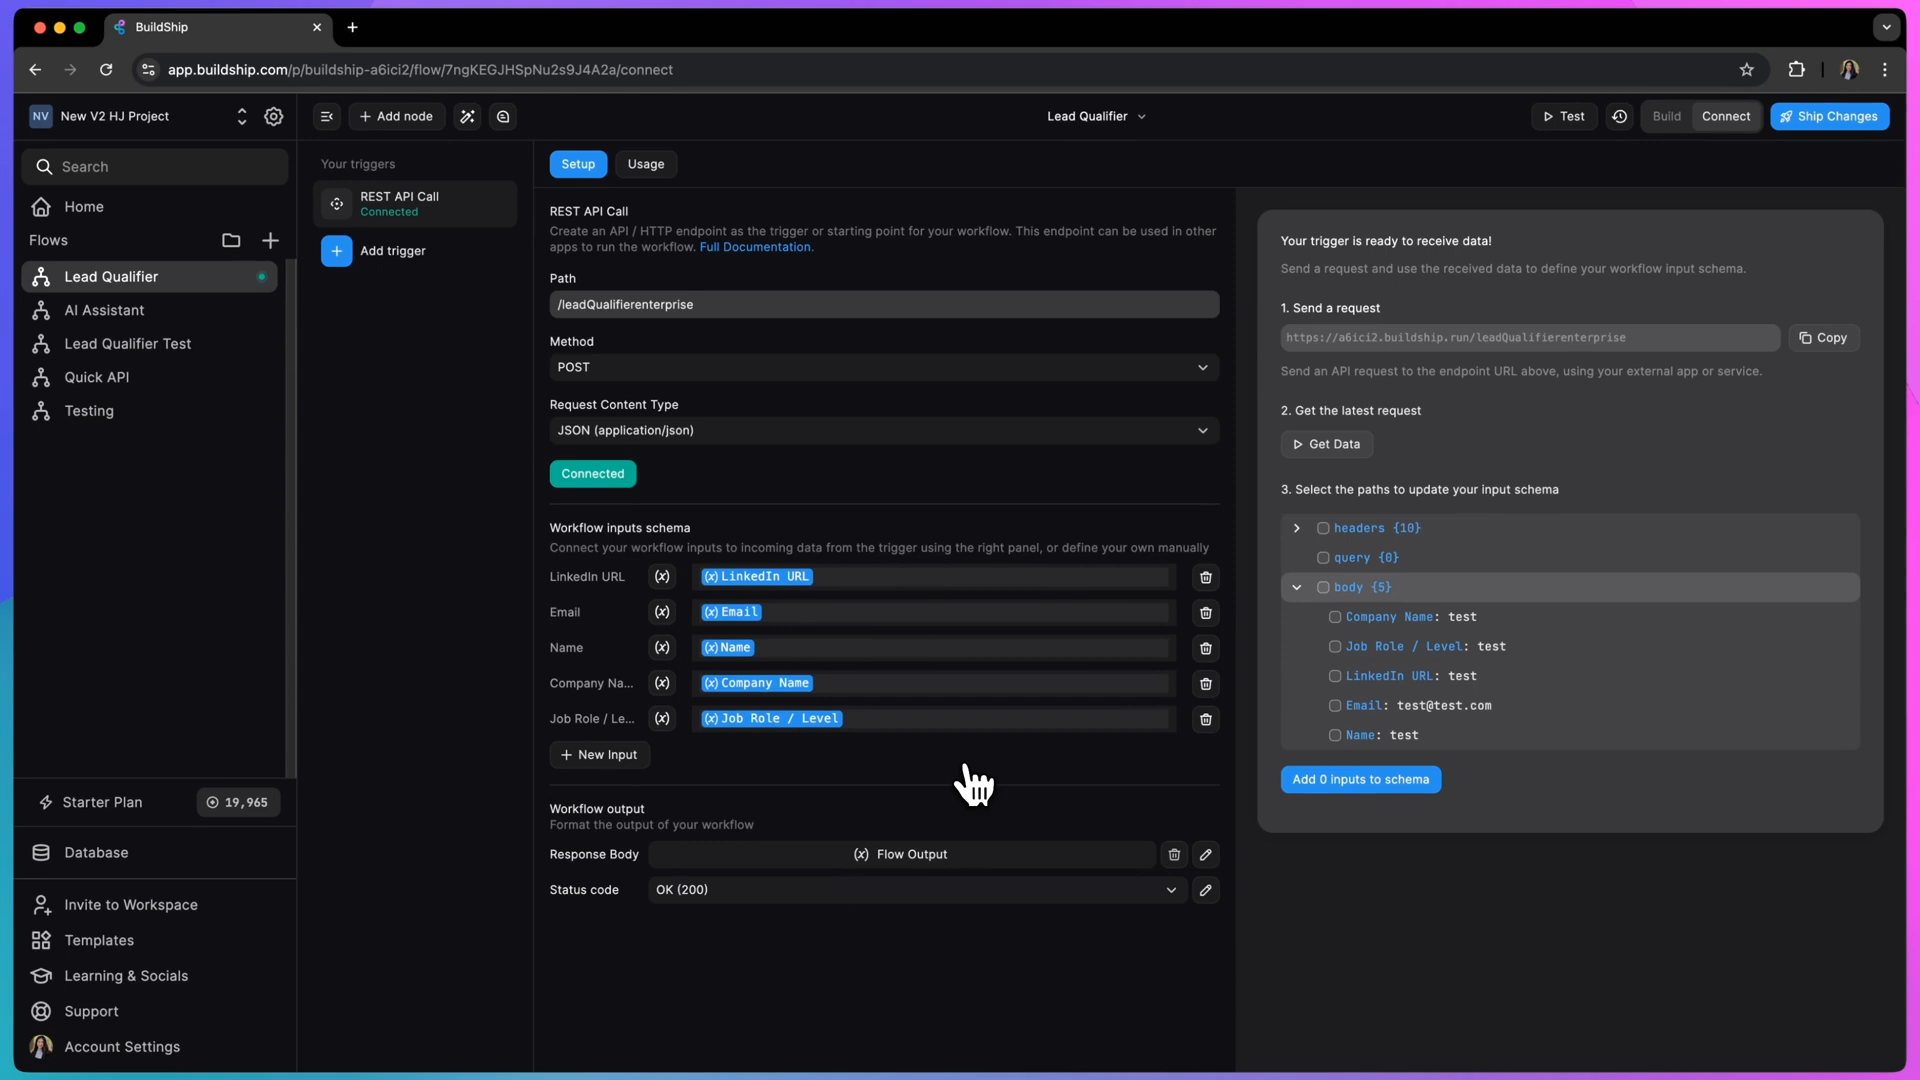 BuildShip
app.buildship.com/p/buildship-a6ici2/flow/7ngKEGJHSpNu2s9J4A2a/connect
NV New V2 HJ Project
Add node
Lead Qualifier
Test
Build
Connect
Ship Changes
Search
Home
Flows
Lead Qualifier
AI Assistant
Lead Qualifier Test
Quick API
Testing
Starter Plan
19,965
Database
Invite to Workspace
Templates
Learning & Socials
Support
Account Settings
Your triggers
REST API Call
Connected
Add trigger
Setup
Usage
REST API Call
Create an API / HTTP endpoint as the trigger or starting point for your workflow. This endpoint can be used in other
apps to run the workflow. Full Documentation.
Path
/leadQualifierenterprise
Method
POST
Request Content Type
JSON (application/json)
Connected
Workflow inputs schema
Connect your workflow inputs to incoming data from the trigger using the right panel, or define your own manually
LinkedIn URL (x) (x) LinkedIn URL
Email (x) (x) Email
Name (x) (x) Name
Company Na... (x) (x) Company Name
Job Role / Le... (x) (x) Job Role / Level
New Input
Workflow output
Format the output of your workflow
Response Body (x) Flow Output
Status code OK (200)
Your trigger is ready to receive data!
Send a request and use the received data to define your workflow input schema.
1. Send a request
https://a6ici2.buildship.run/leadQualifierenterprise
Copy
Send an API request to the endpoint URL above, using your external app or service.
2. Get the latest request
Get Data
3. Select the paths to update your input schema
headers {10}
query {0}
body {5}
Company Name: test
Job Role / Level: test
LinkedIn URL: test
Email: test@test.com
Name: test
Add 0 inputs to schema